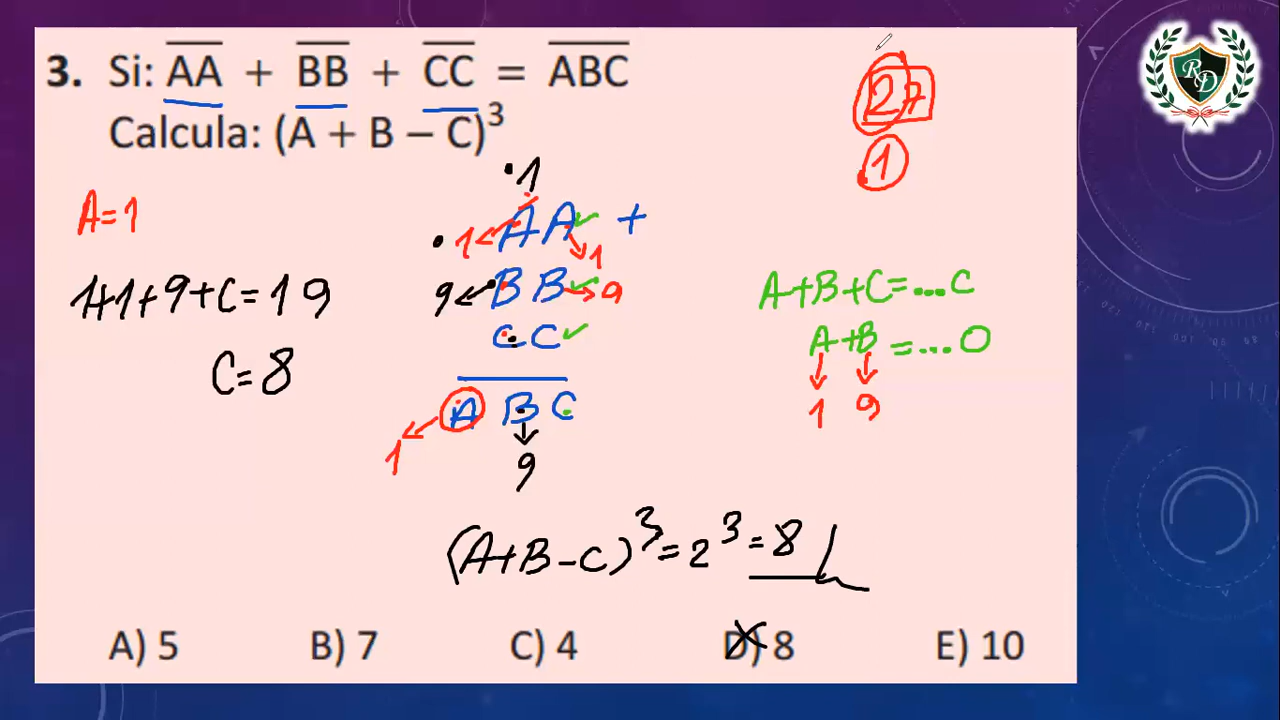 3. Si: AA + BB + CC = ABC
Calcula: (A + B − C)³
27
1
A=1
1+1+9+C=19
C=8
1
1 AA + 1
9 BB 9
CC
ABC
1
9
A+B+C=...C
A+B=...0
1 9
(A+B-C)³=2³=8
A) 5 B) 7 C) 4 D) 8 E) 10
RD